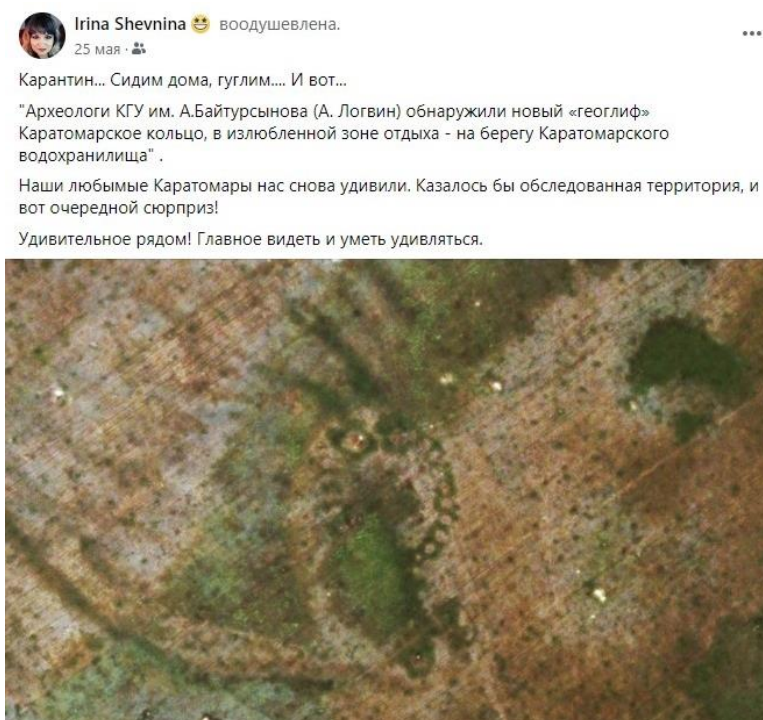 Irina Shevnina 😍 воодушевлена.
25 мая ·
Карантин... Сидим дома, гуглим.... И вот...
"Археологи КГУ им. А.Байтурсынова (А. Логвин) обнаружили новый «геоглиф»
Каратомарское кольцо, в излюбленной зоне отдыха - на берегу Каратомарского
водохранилища" .
Наши любымые Каратомары нас снова удивили. Казалось бы обследованная территория, и
вот очередной сюрприз!
Удивительное рядом! Главное видеть и уметь удивляться.